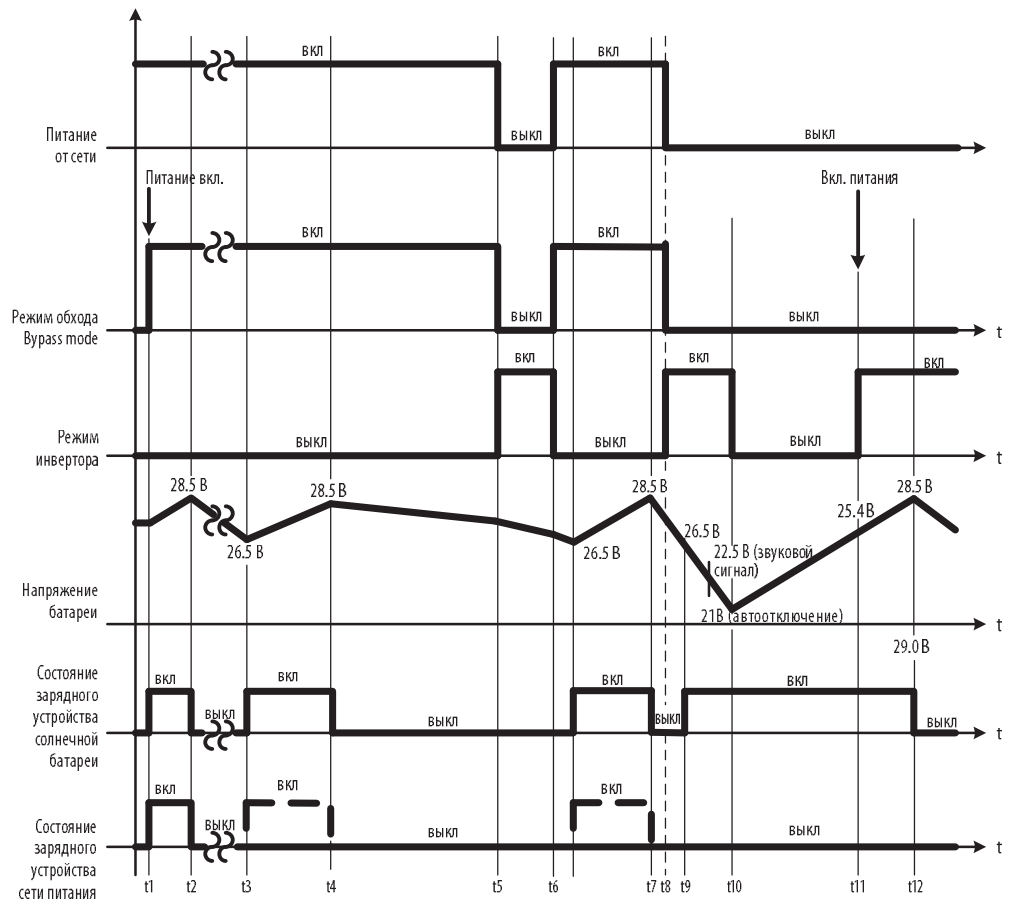 вкл
вкл
выкл
выкл
Питание
от сети
Питание вкл.
Вкл. питания
вкл
вкл
выкл
выкл
Режим обхода
Bypass mode
t
вкл
вкл
вкл
выкл
выкл
выкл
Режим
инвертора
t
28.5 В
28.5 В
28.5 В
28.5 В
25.4 В
26.5 В
26.5 В
26.5 В
22.5 В (звуковой
сигнал)
21В (автоотключение)
Напряжение
батареи
t
29.0 В
Состояние
зарядного
устройства
солнечной
батареи
вкл
вкл
вкл
вкл
выкл
выкл
выкл
выкл
t
вкл
вкл
вкл
выкл
выкл
выкл
Состояние
зарядного
устройства
сети питания
t
t1 t2 t3 t4 t5 t6 t7 t8 t9 t10 t11 t12